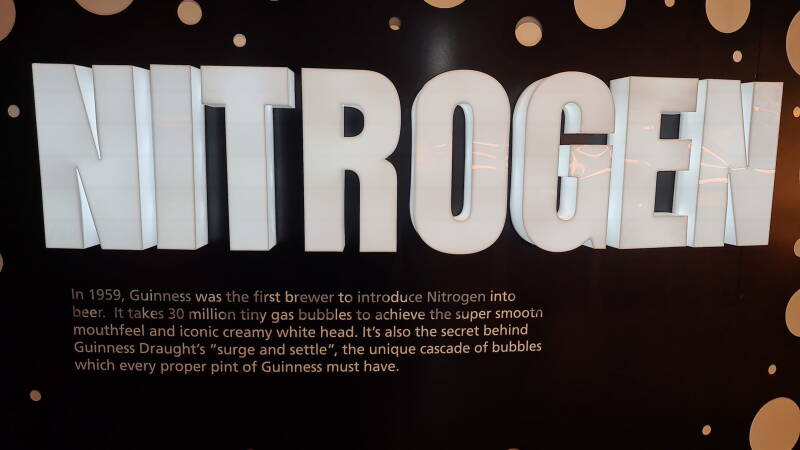 NITROGEN
In 1959, Guinness was the first brewer to introduce Nitrogen into
beer. It takes 30 million tiny gas bubbles to achieve the super smooth
mouthfeel and iconic creamy white head. It's also the secret behind
Guinness Draught's "surge and settle", the unique cascade of bubbles
which every proper pint of Guinness must have.